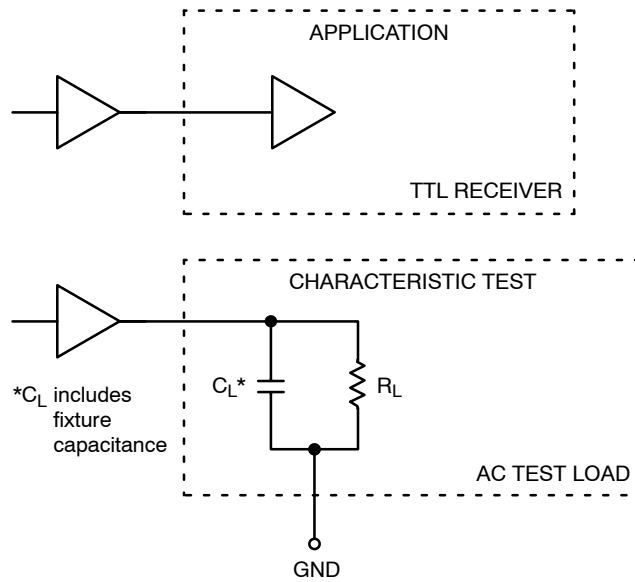 APPLICATION
TTL RECEIVER
CHARACTERISTIC TEST
*CL includes
fixture
capacitance
CL*
RL
AC TEST LOAD
GND